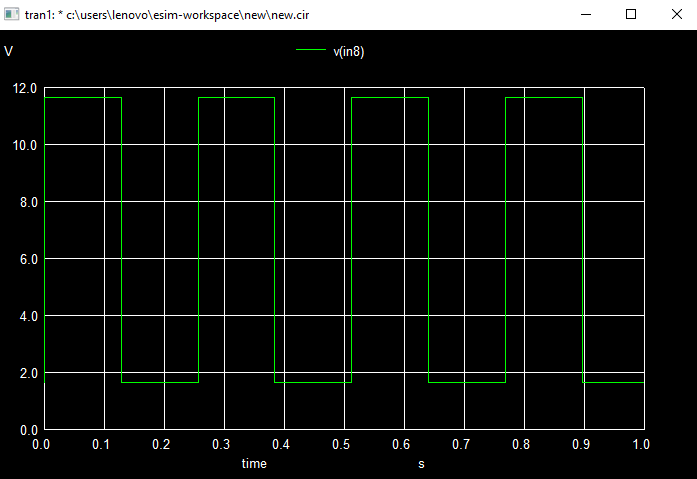 tran1: * c:\users\lenovo\esim-workspace\new\new.cir
V
v(in8)
12.0
10.0
8.0
6.0
4.0
2.0
0.0
0.0 0.1 0.2 0.3 0.4 0.5 0.6 0.7 0.8 0.9 1.0
time s